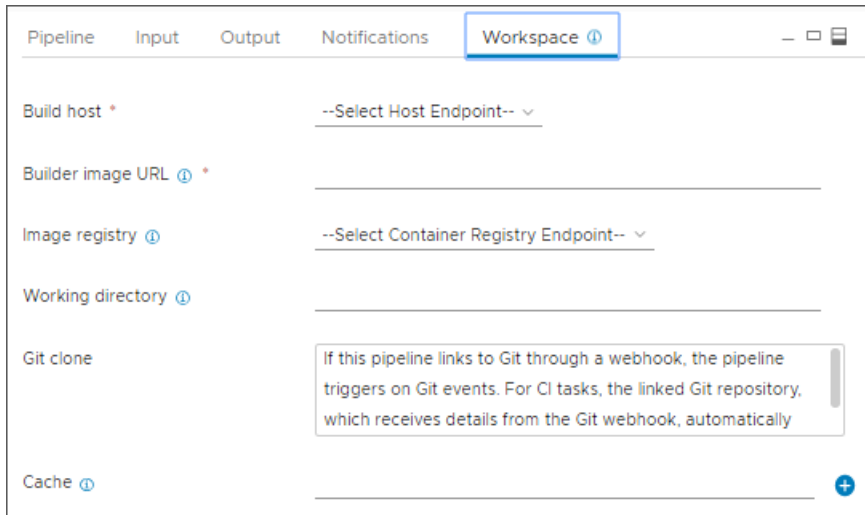 Pipeline Input Output Notifications Workspace
Build host *
--Select Host Endpoint--
Builder image URL *
Image registry
--Select Container Registry Endpoint--
Working directory
Git clone
If this pipeline links to Git through a webhook, the pipeline
triggers on Git events. For CI tasks, the linked Git repository,
which receives details from the Git webhook, automatically
Cache